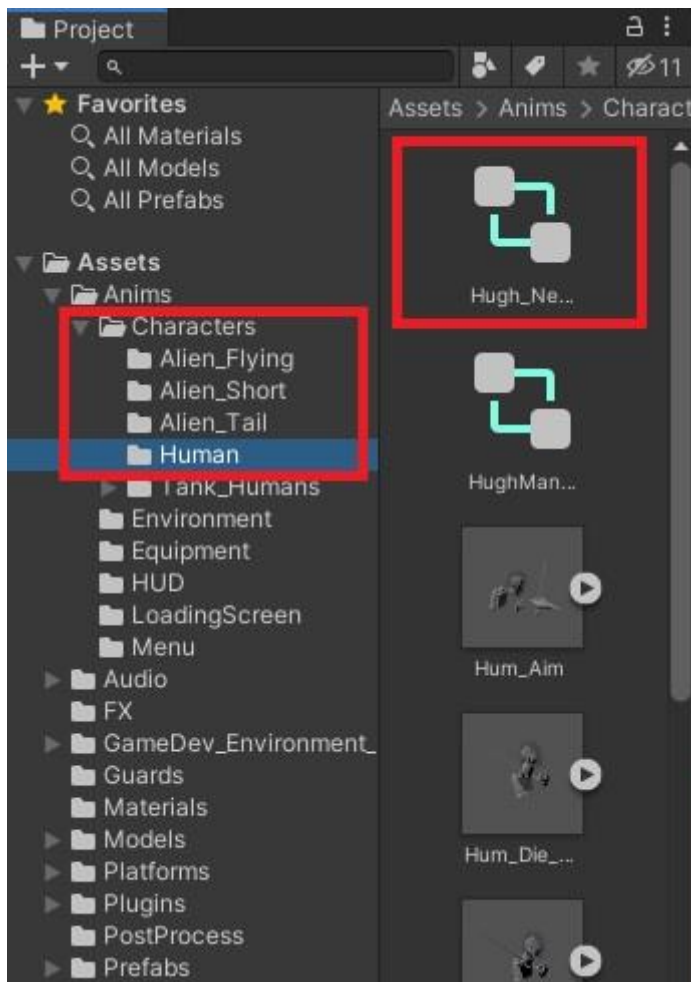 Project
11
Favorites
All Materials
All Models
All Prefabs
Assets
Anims
Characters
Alien_Flying
Alien_Short
Alien_Tail
Human
Tank_Humans
Environment
Equipment
HUD
LoadingScreen
Menu
Audio
FX
GameDev_Environment_
Guards
Materials
Models
Platforms
Plugins
PostProcess
Prefabs
Assets > Anims > Charact
Hugh_Ne...
HughMan...
Hum_Aim
Hum_Die_...